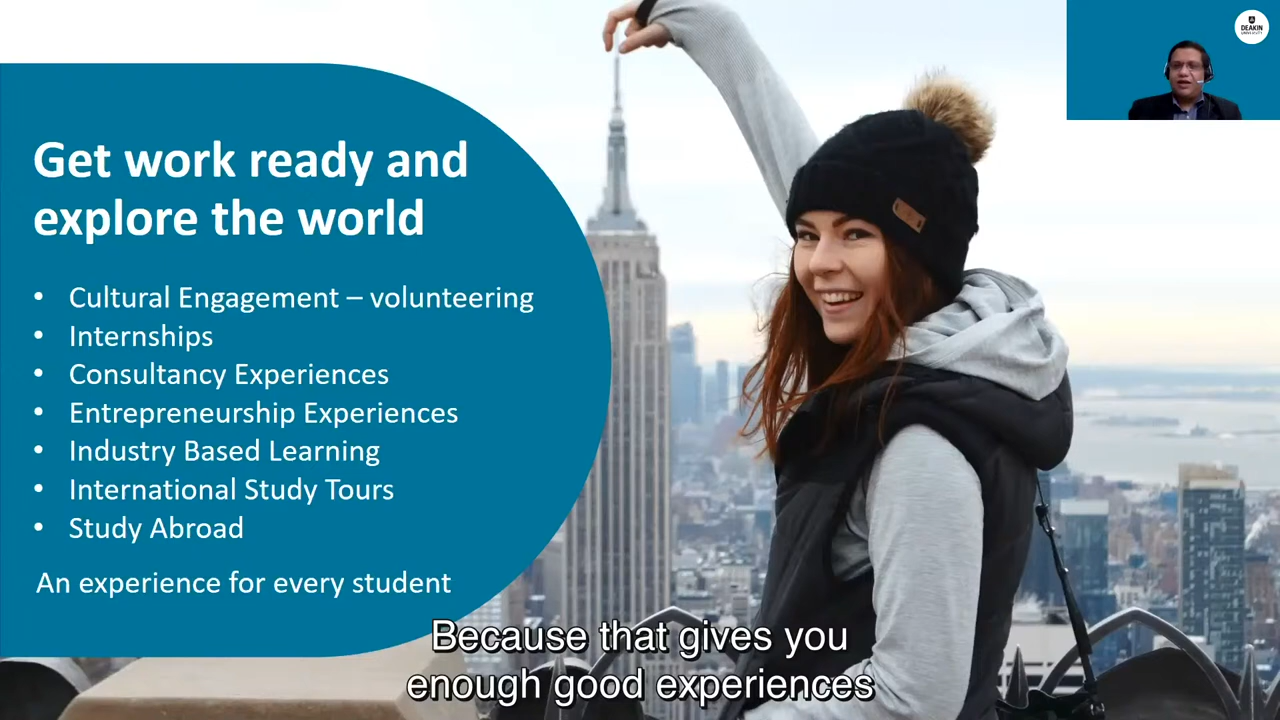 DEAKIN
UNIVERSITY
Get work ready and
explore the world
• Cultural Engagement – volunteering
• Internships
• Consultancy Experiences
• Entrepreneurship Experiences
• Industry Based Learning
• International Study Tours
• Study Abroad
An experience for every student
Because that gives you
enough good experiences